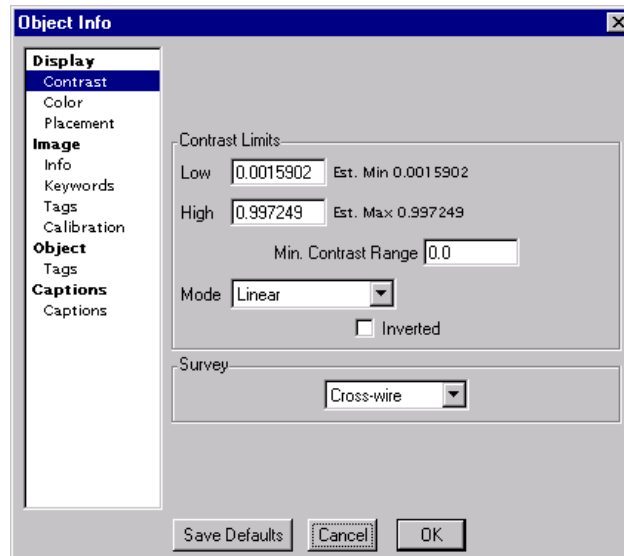 Object Info
Display
Contrast
Color
Placement
Image
Info
Keywords
Tags
Calibration
Object
Tags
Captions
Captions
Contrast Limits
Low 0.0015902 Est. Min 0.0015902
High 0.997249 Est. Max 0.997249
Min. Contrast Range 0.0
Mode Linear
Inverted
Survey
Cross-wire
Save Defaults Cancel OK